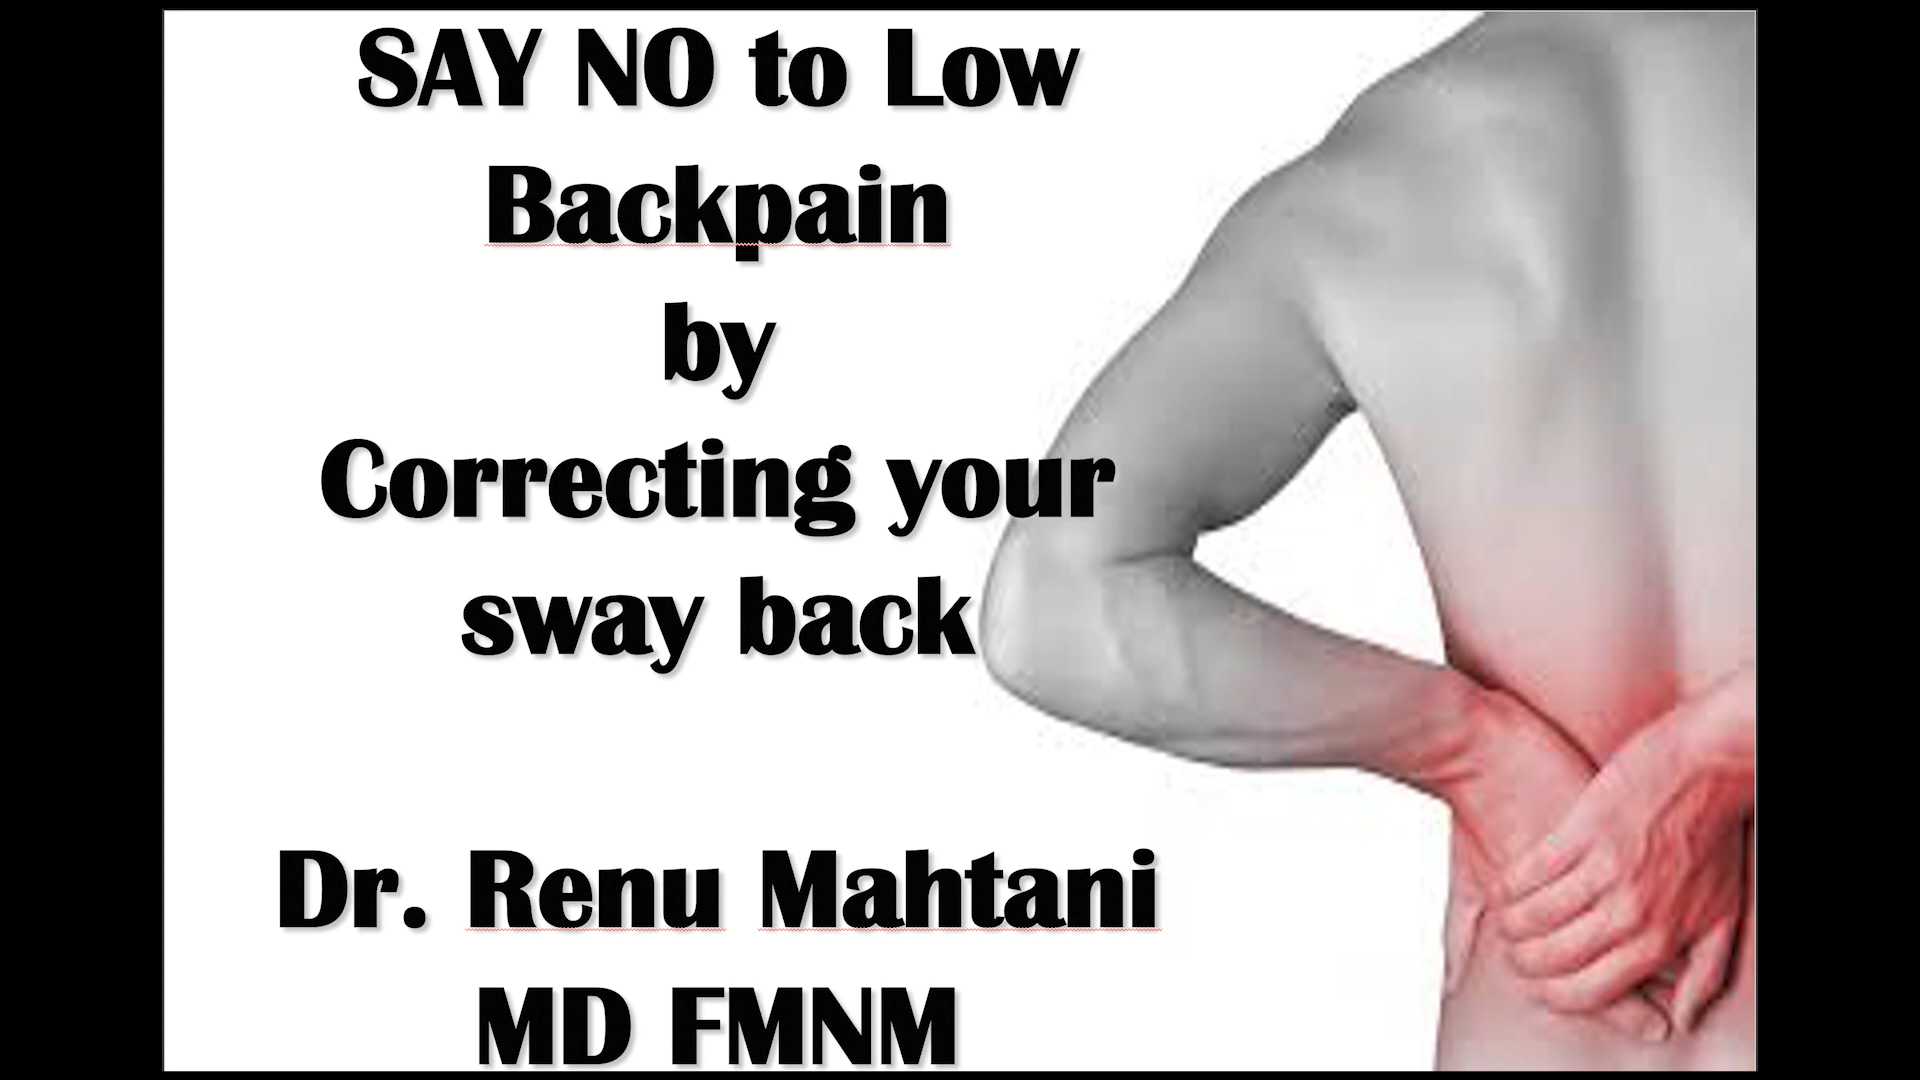 SAY NO to Low
Backpain
by
Correcting your
sway back
Dr. Renu Mahtani
MD FMNM